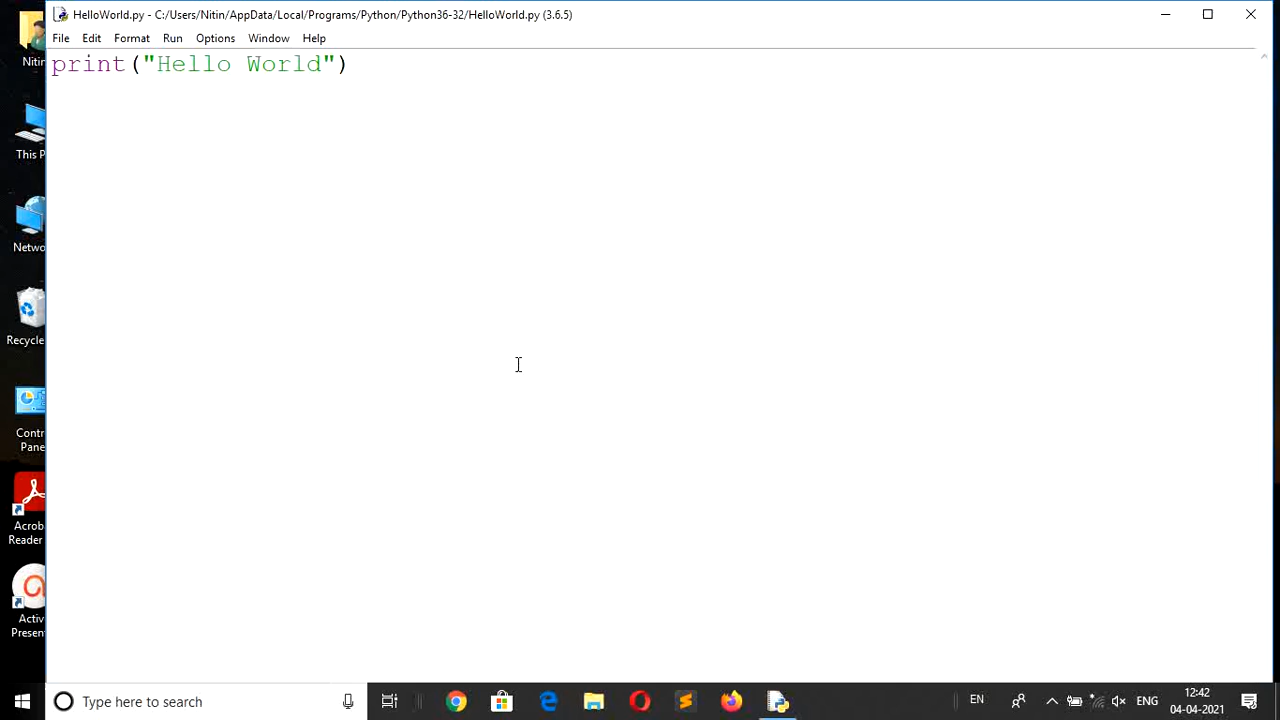 HelloWorld.py - C:/Users/Nitin/AppData/Local/Programs/Python/Python36-32/HelloWorld.py (3.6.5)
File Edit Format Run Options Window Help
print("Hello World")
Nitin
This P
Netwo
Recycle
Contr
Pane
Acrob
Reader
Activ
Presen
Type here to search
EN
ENG
12:42
04-04-2021